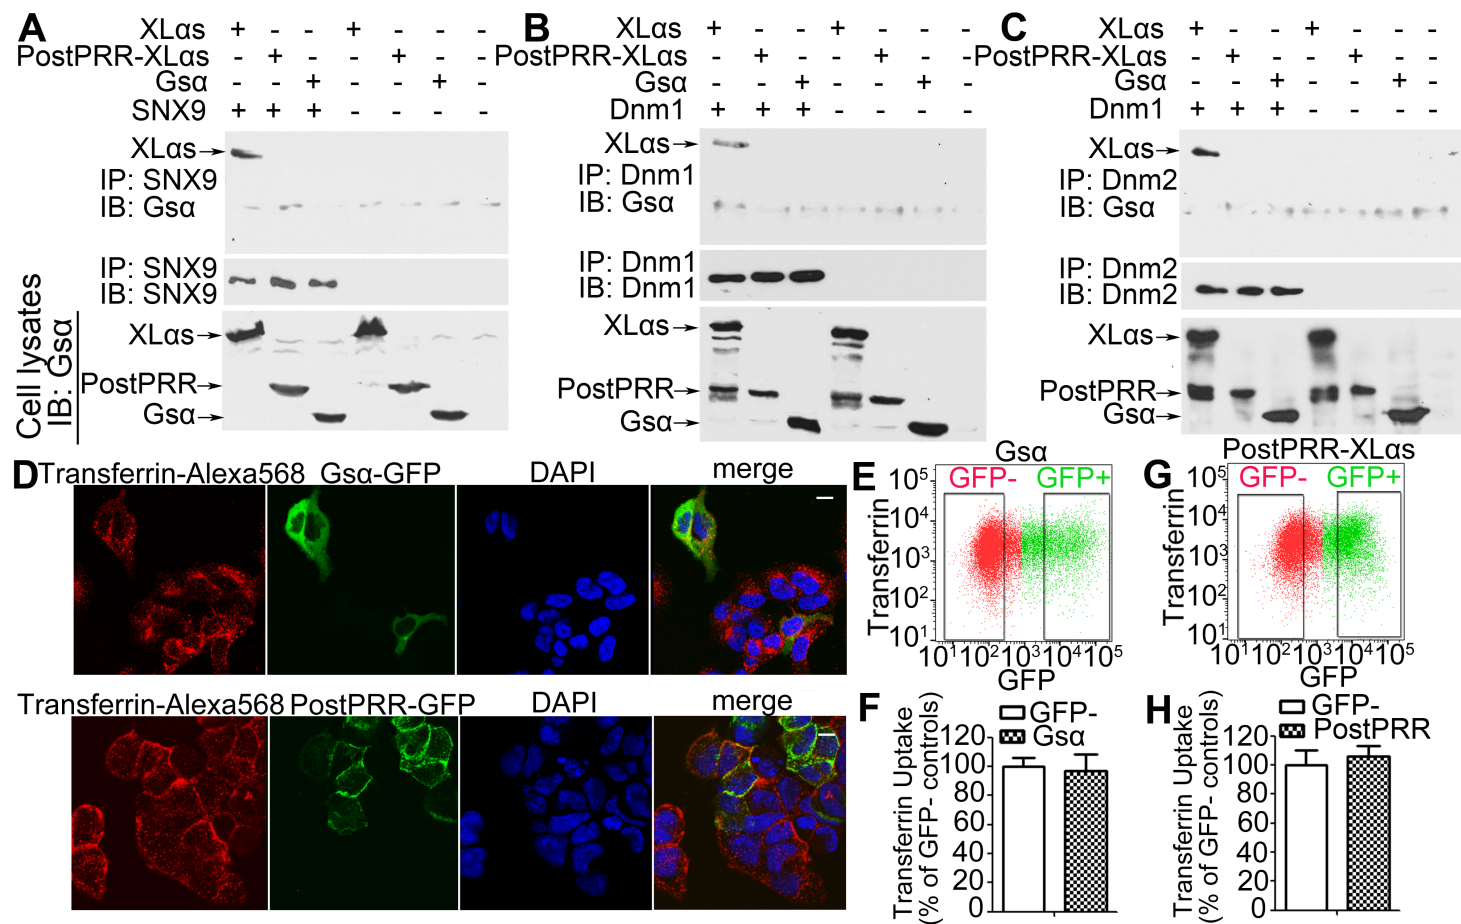 A
XLαs + - - + - - -
PostPRR-XLαs - + - - + - -
Gsα - - + - - + -
SNX9 + + + - - - -
XLαs
IP: SNX9
IB: Gsα
IP: SNX9
IB: SNX9
Cell lysates
IB: Gsα
XLαs
PostPRR
Gsα
B
XLαs + - - + - - -
PostPRR-XLαs - + - - + - -
Gsα - - + - - + -
Dnm1 + + + - - - -
XLαs
IP: Dnm1
IB: Gsα
IP: Dnm1
IB: Dnm1
XLαs
PostPRR
Gsα
C
XLαs + - - + - - -
PostPRR-XLαs - + - - + - -
Gsα - - + - - + -
Dnm1 + + + - - - -
XLαs
IP: Dnm2
IB: Gsα
IP: Dnm2
IB: Dnm2
XLαs
PostPRR
Gsα
D
Transferrin-Alexa568 Gsα-GFP DAPI merge
Transferrin-Alexa568 PostPRR-GFP DAPI merge
E
Gsα
GFP- GFP+
Transferrin
10⁵
10⁴
10³
10²
10¹
10¹ 10² 10³ 10⁴ 10⁵
GFP
G
PostPRR-XLαs
GFP- GFP+
Transferrin
10⁵
10⁴
10³
10²
10¹
10¹ 10² 10³ 10⁴ 10⁵
GFP
F
GFP-
Gsα
Transferrin Uptake
(% of GFP- controls)
120
100
80
60
40
20
0
H
GFP-
PostPRR
Transferrin Uptake
(% of GFP- controls)
120
100
80
60
40
20
0